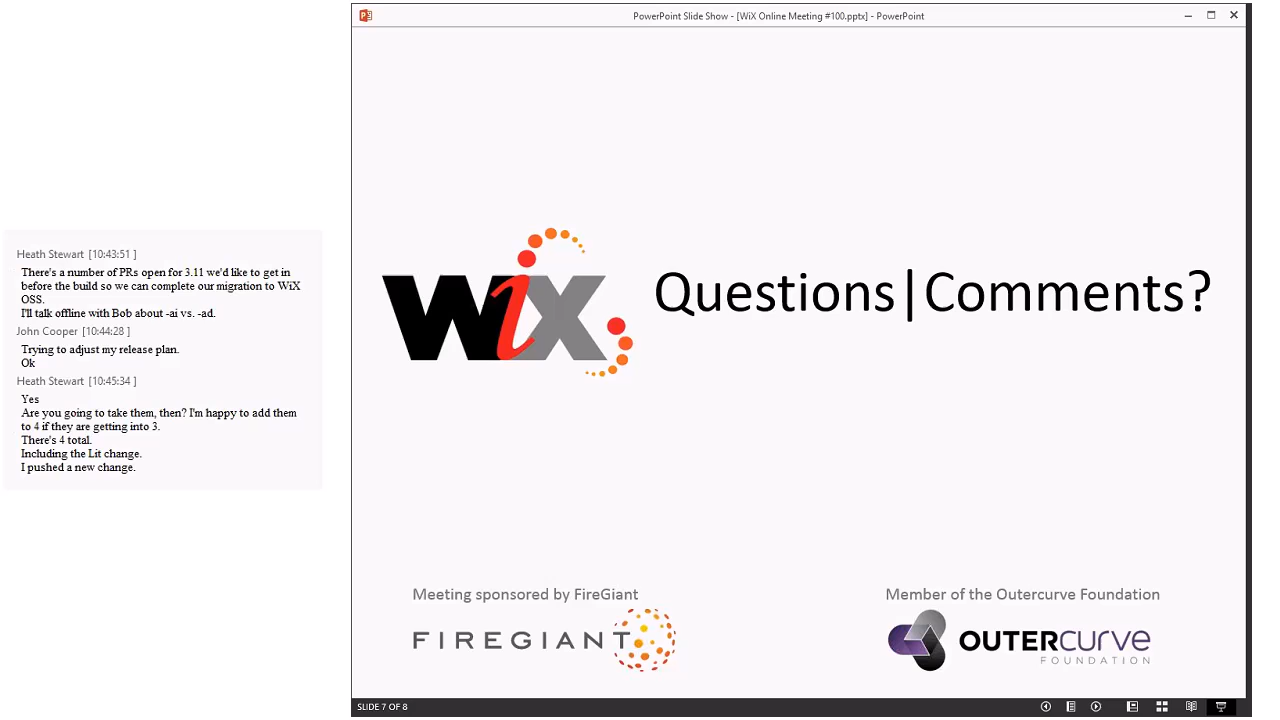 PowerPoint Slide Show - [WiX Online Meeting #100.pptx] - PowerPoint
Heath Stewart [10:43:51 ]
There's a number of PRs open for 3.11 we'd like to get in
before the build so we can complete our migration to WiX
OSS.
I'll talk offline with Bob about -ai vs. -ad.
John Cooper [10:44:28 ]
Trying to adjust my release plan.
Ok
Heath Stewart [10:45:34 ]
Yes
Are you going to take them, then? I'm happy to add them
to 4 if they are getting into 3.
There's 4 total.
Including the Lit change.
I pushed a new change.
WiX
Questions|Comments?
Meeting sponsored by FireGiant
FIREGIANT
Member of the Outercurve Foundation
OUTERCURVE
FOUNDATION
SLIDE 7 OF 8